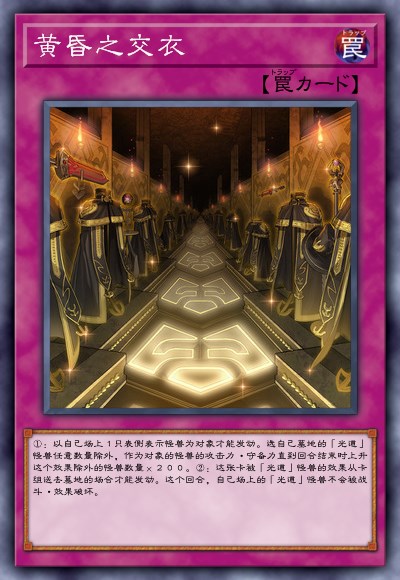 黄昏之交衣
トラップ
罠
トラップ
【罠カード】
①：以自己场上１只表侧表示怪兽为对象才能发动。选自己墓地的「光道」
怪兽任意数量除外，作为对象的怪兽的攻击力・守备力直到回合结束时上升
这个效果除外的怪兽数量×２００。②：这张卡被「光道」怪兽的效果从卡
组送去墓地的场合才能发动。这个回合，自己场上的「光道」怪兽不会被战
斗・效果破坏。